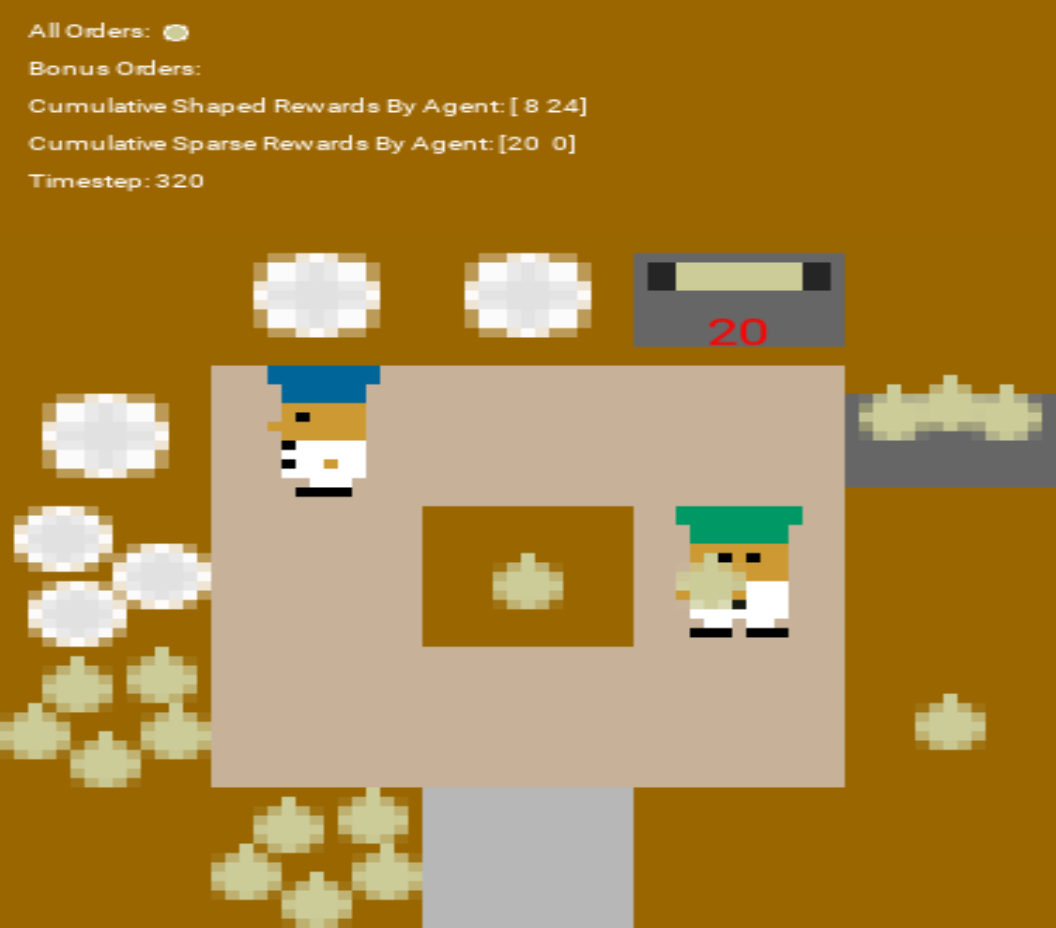 All Orders:
Bonus Orders:
Cumulative Shaped Rewards By Agent: [ 8 24]
Cumulative Sparse Rewards By Agent: [20  0]
Timestep: 320
20